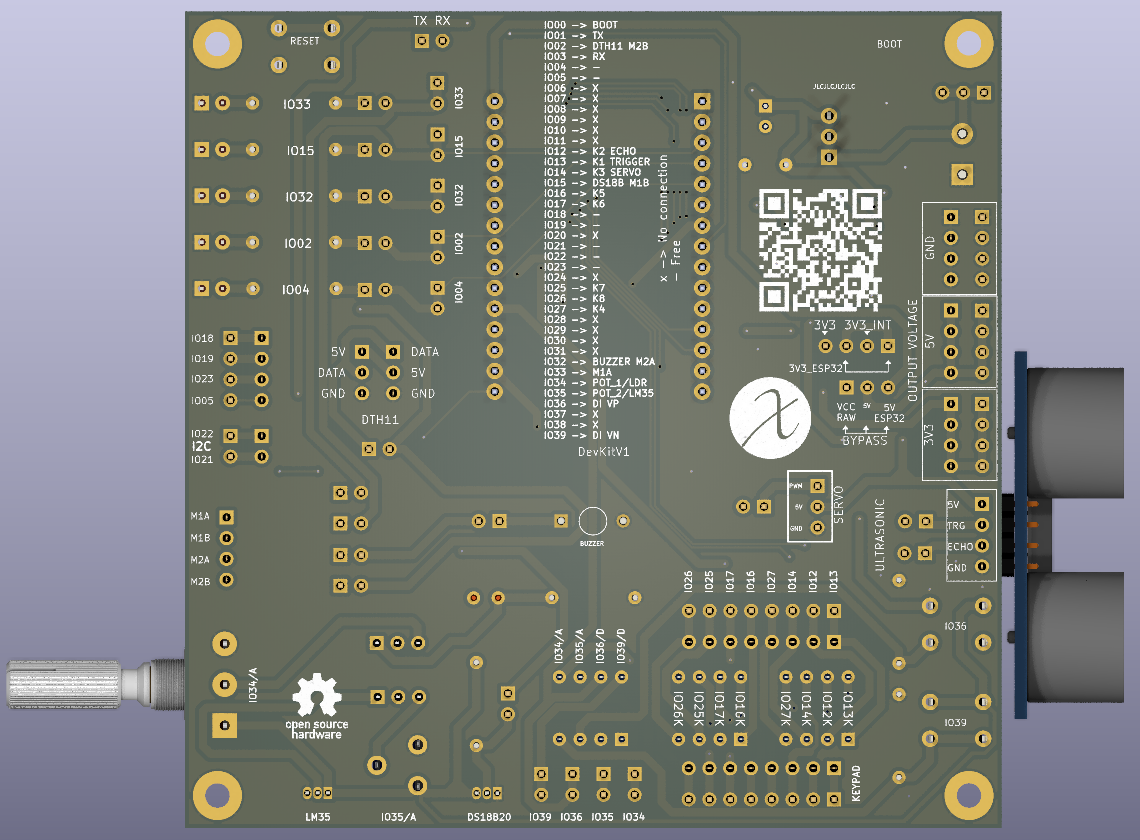 TX RX
RESET
BOOT
JLCJLCJLCJLC
IO33
IO15
IO32
IO02
IO04
IO33
IO15
IO32
IO02
IO04
IO00 -> BOOT
IO01 -> TX
IO02 -> DTH11 M2B
IO03 -> RX
IO04 -> -
IO05 -> -
IO06 -> X
IO07 -> X
IO08 -> X
IO09 -> X
IO10 -> X
IO11 -> X
IO12 -> K2 ECHO
IO13 -> K1 TRIGGER
IO14 -> K3 SERVO
IO15 -> DS18B M1B
IO16 -> K5
IO17 -> K6
IO18 -> -
IO19 -> -
IO20 -> X
IO21 -> -
IO22 -> -
IO23 -> -
IO24 -> X
IO25 -> K7
IO26 -> K8
IO27 -> K4
IO28 -> X
IO29 -> X
IO30 -> X
IO31 -> X
IO32 -> BUZZER M2A
IO33 -> M1A
IO34 -> POT_1/LDR
IO35 -> POT_2/LM35
IO36 -> DI VP
IO37 -> X
IO38 -> X
IO39 -> DI VN
DevKitV1
x -> No connection
- Free
GND
5V
3V3
OUTPUT VOLTAGE
3V3 3V3_INT
3V3_ESP32
VCC RAW
5V
5V ESP32
BYPASS
IO18
IO19
IO23
IO05
IO22
I2C
IO21
5V DATA
DATA 5V
GND GND
DTH11
M1A
M1B
M2A
M2B
BUZZER
PWM
5V
GND
SERVO
ULTRASONIC
5V
TRG
ECHO
GND
IO26
IO25
IO17
IO16
IO27
IO14
IO12
IO13
IO34/A
IO35/A
IO36/D
IO39/D
IO36
IO39
IO26K
IO25K
IO17K
IO16K
IO27K
IO14K
IO12K
IO13K
KEYPAD
IO34/A
open source
hardware
LM35
IO35/A
DS18B20
IO39 IO36 IO35 IO34